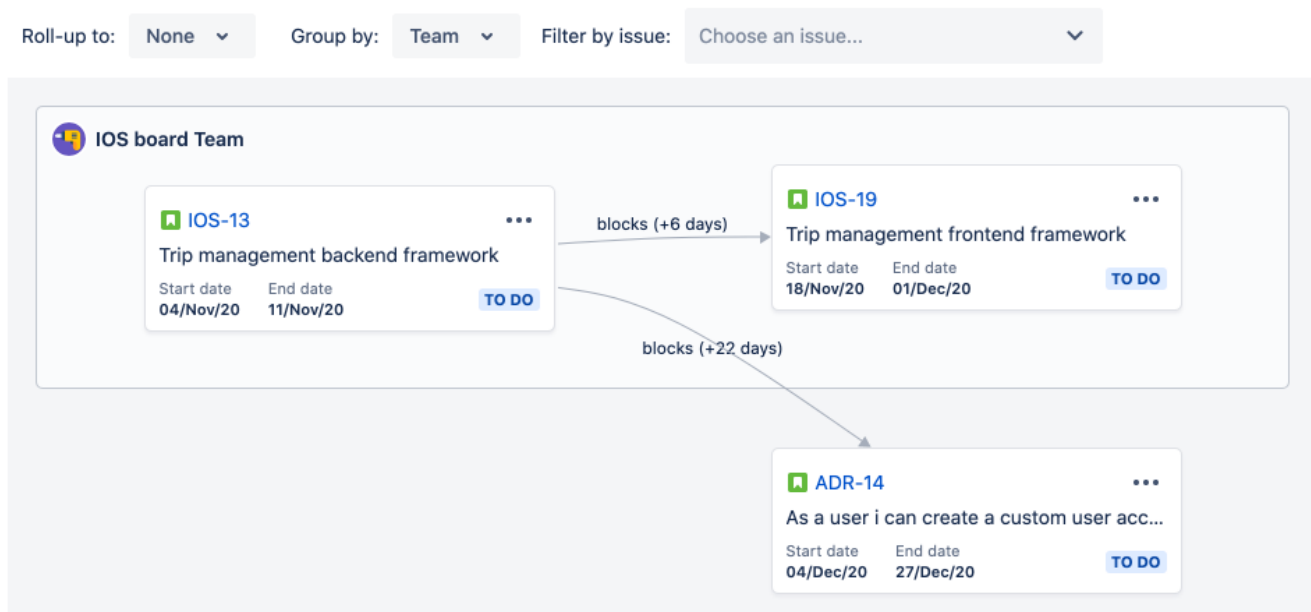 Roll-up to: None Group by: Team Filter by issue: Choose an issue...
IOS board Team
IOS-13
Trip management backend framework
Start date End date
04/Nov/20 11/Nov/20
TO DO
blocks (+6 days)
IOS-19
Trip management frontend framework
Start date End date
18/Nov/20 01/Dec/20
TO DO
blocks (+22 days)
ADR-14
As a user i can create a custom user acc...
Start date End date
04/Dec/20 27/Dec/20
TO DO